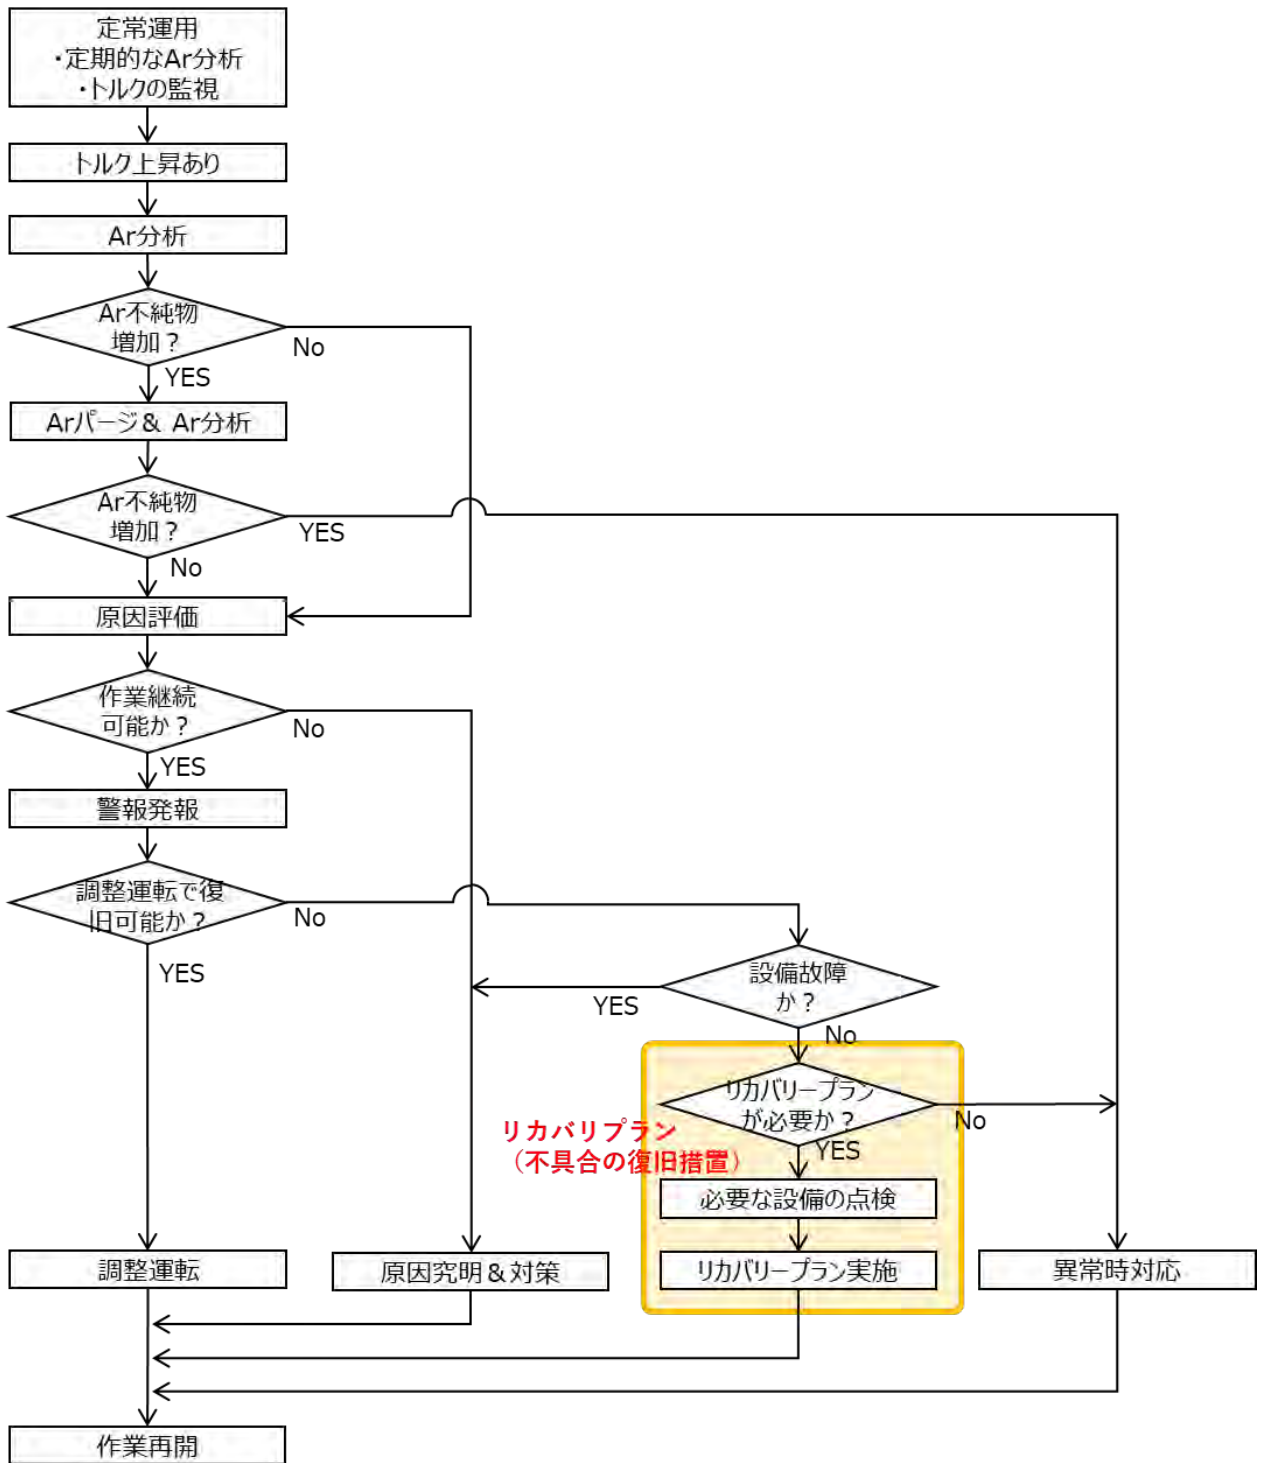 定常運用
・定期的なAr分析
・トルクの監視
トルク上昇あり
Ar分析
Ar不純物
増加？
No
YES
Arパージ& Ar分析
Ar不純物
増加？
YES
No
原因評価
作業継続
可能か？
No
YES
警報発報
調整運転で復
旧可能か？
No
YES
設備故障
か？
YES
No
リカバリープラン
が必要か？
No
YES
リカバリプラン
（不具合の復旧措置）
必要な設備の点検
調整運転
原因究明＆対策
リカバリープラン実施
異常時対応
作業再開